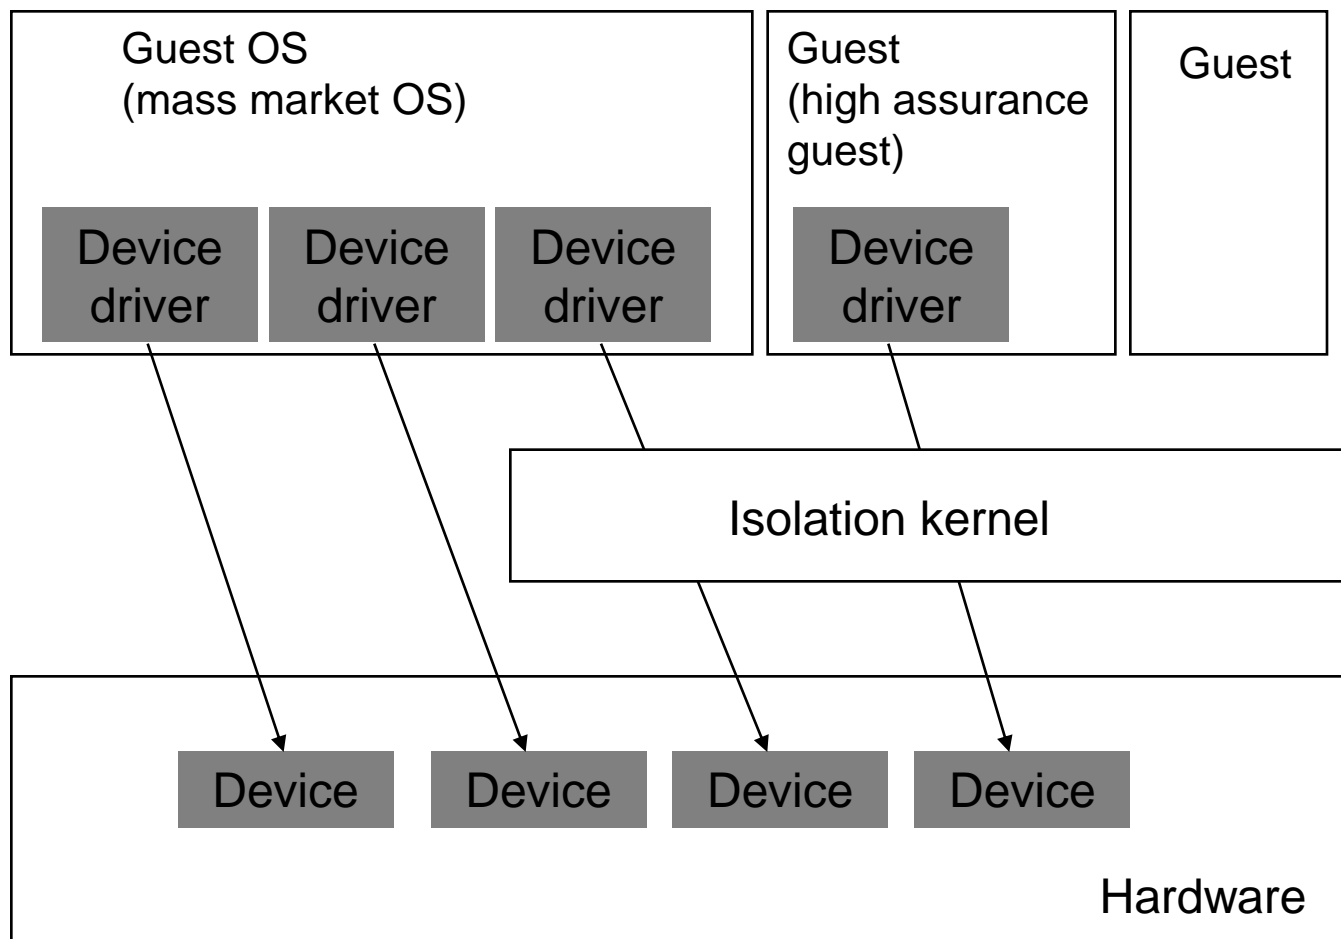 Guest OS
(mass market OS)
Guest
(high assurance
guest)
Guest
Device
driver
Device
driver
Device
driver
Device
driver
Isolation kernel
Device
Device
Device
Device
Hardware